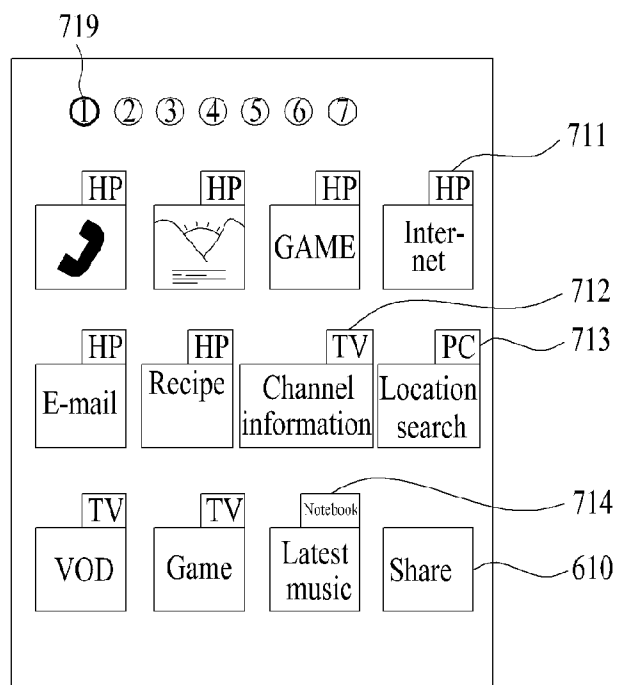 719
① ② ③ ④ ⑤ ⑥ ⑦
711
HP HP HP HP
GAME
Inter-
net
712
713
HP HP TV PC
E-mail
Recipe
Channel
information
Location
search
714
TV TV Notebook
VOD
Game
Latest
music
Share
610